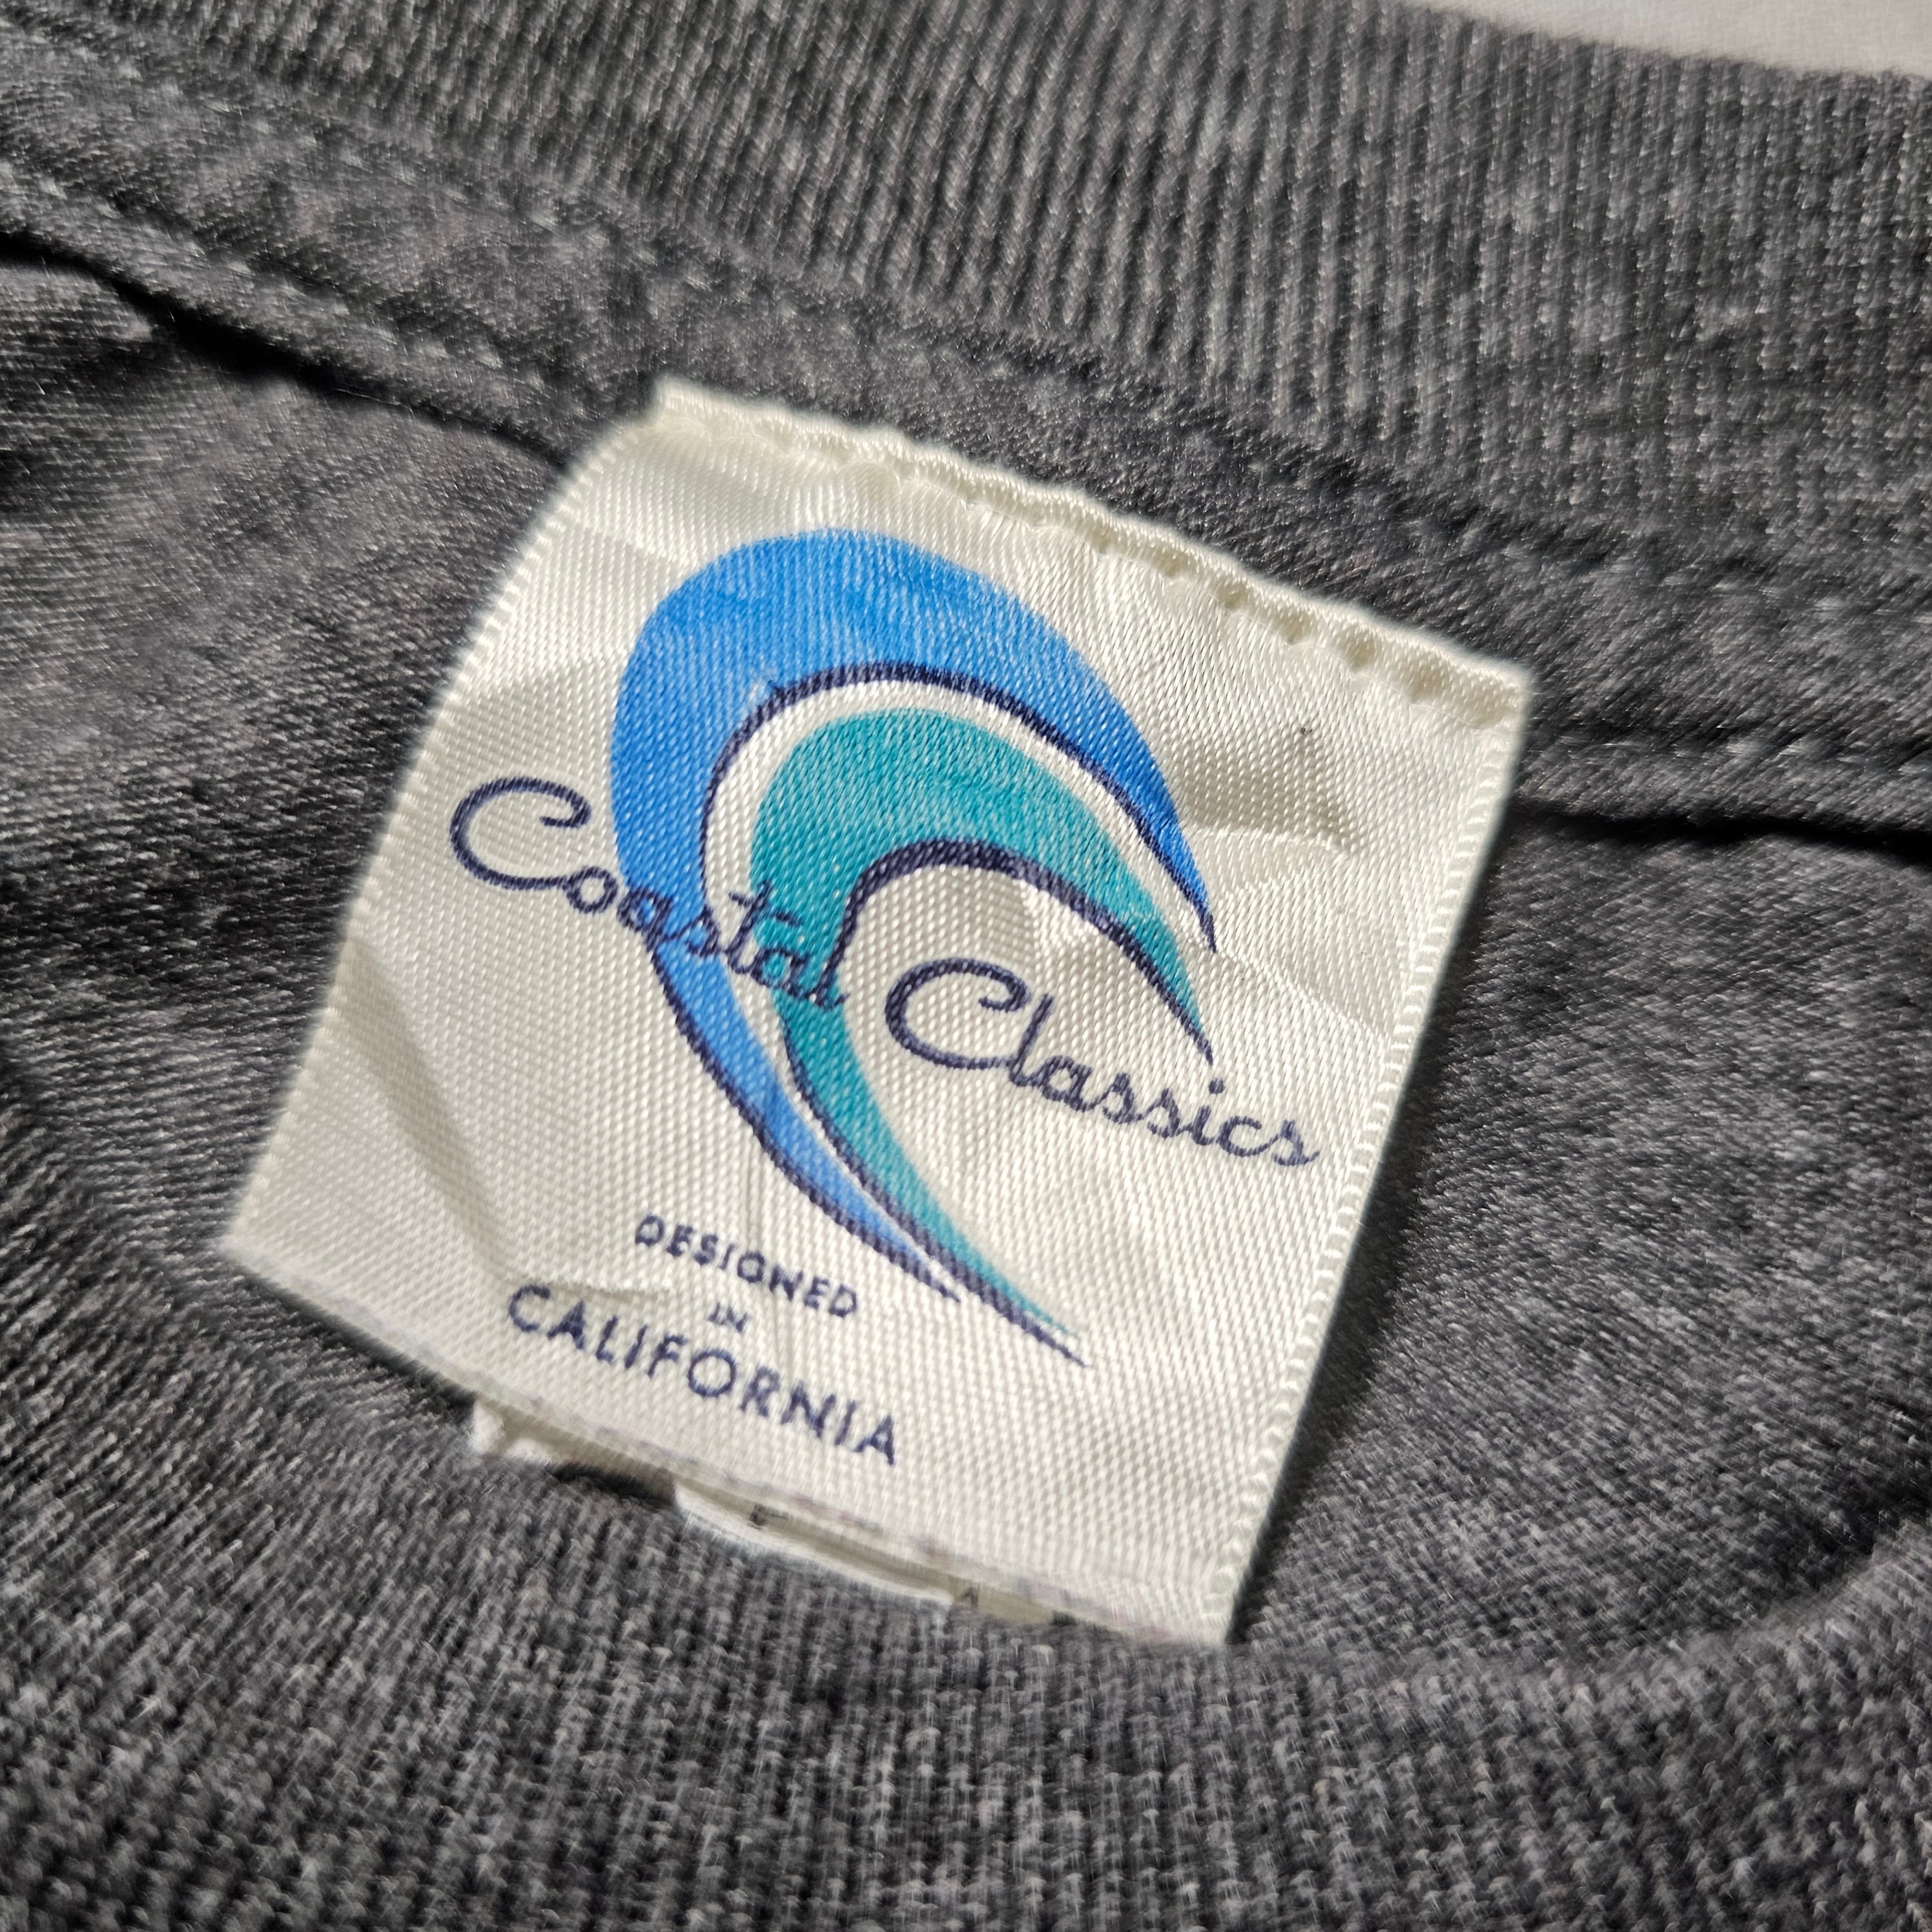 Coastal Classics
DESIGNED
IN
CALIFORNIA